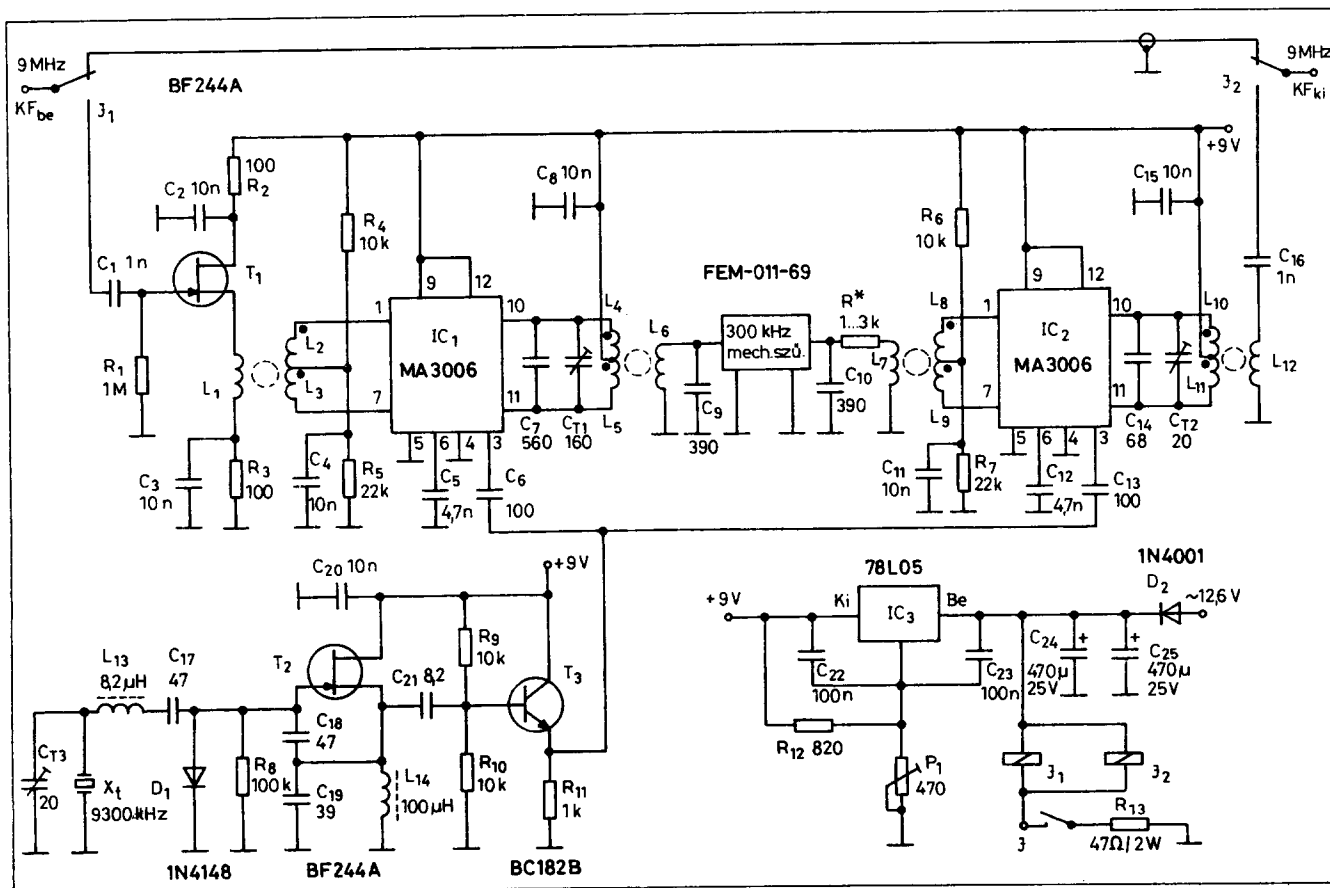 9 MHz
KFbe
J1
BF244A
9 MHz
KFki
J2
+9V
100
R2
C2 10n
C1 1n
T1
R1
1M
L1
C3
10n
R3
100
R4
10k
L2
L3
C4
10n
R5
22k
9
12
1
10
IC1
MA3006
7
11
5
6
4
3
C5
4,7n
C6
100
C7
560
CT1
160
C8 10n
L4
L5
L6
C9
390
FEM-011-69
300 kHz
mech.szű.
C10
390
R*
1...3k
L7
R6
10k
L8
L9
C11
10n
R7
22k
9
12
1
10
IC2
MA3006
7
11
5
6
4
3
C12
4,7n
C13
100
C14
68
CT2
20
C15 10n
L10
L11
L12
C16
1n
CT3
20
Xt
9300kHz
L13
8,2µH
C17
47
D1
1N4148
R8
100k
C20 10n
T2
C18
47
C19
39
BF244A
L14
100µH
C21 8,2
R9
10k
R10
10k
+9V
T3
R11
1k
BC182B
+9V
78L05
Ki
IC3
Be
C22
100n
C23
100n
R12 820
P1
470
C24
470µ
25V
+
C25
470µ
25V
+
1N4001
D2
~12,6V
J1
J2
J
R13
47Ω/2W